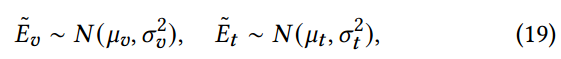 Ẽ_v ∼ N(μ_v, σ_v^2), Ẽ_t ∼ N(μ_t, σ_t^2), (19)